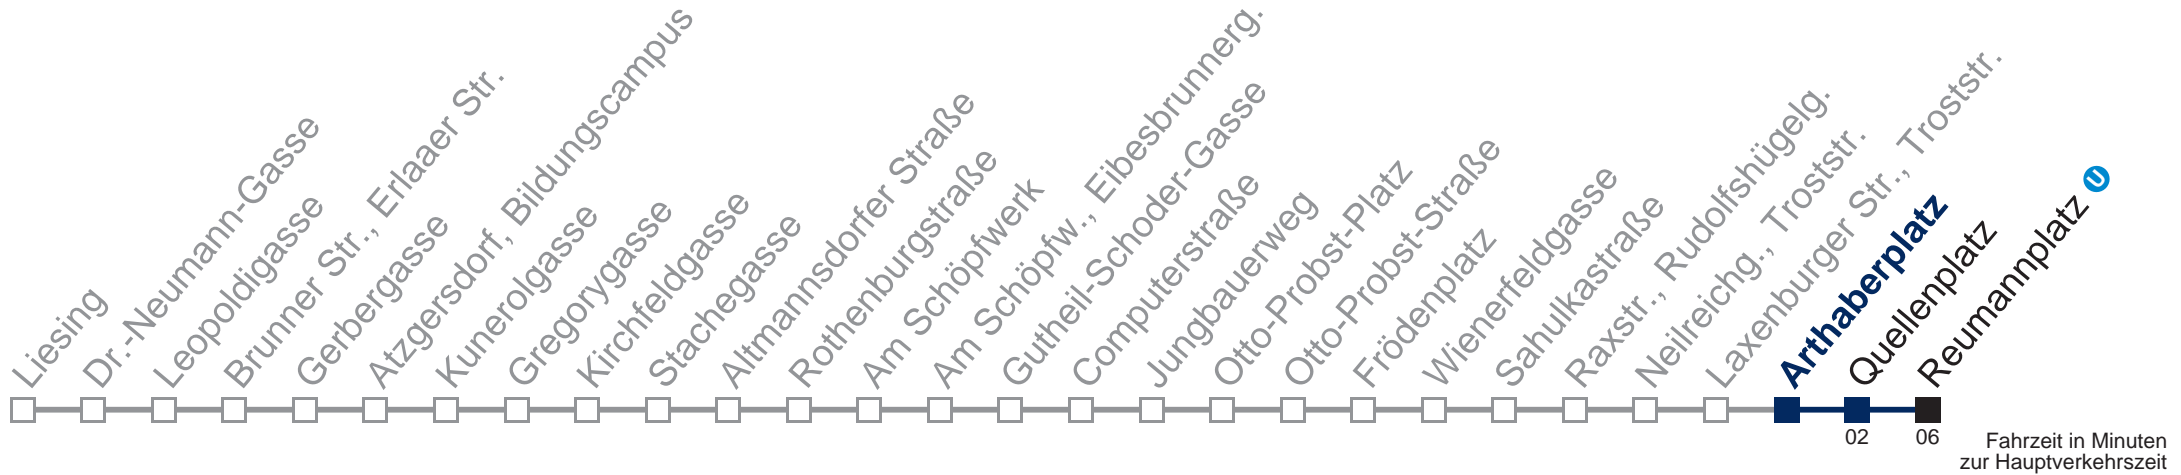 Liesing
Dr.-Neumann-Gasse
Leopoldigasse
Brunner Str., Erlaaer Str.
Gerbergasse
Atzgersdorf, Bildungscampus
Kunerolgasse
Gregorygasse
Kirchfeldgasse
Stachegasse
Altmannsdorfer Straße
Rothenburgstraße
Am Schöpfwerk
Am Schöpfw., Eibesbrunnerg.
Gutheil-Schoder-Gasse
Computerstraße
Jungbauerweg
Otto-Probst-Platz
Otto-Probst-Straße
Frödenplatz
Wienerfeldgasse
Sahulkastraße
Raxstr., Rudolfshügelg.
Neilreichg., Troststr.
Laxenburger Str., Troststr.
Arthaberplatz
Quellenplatz
Reumannplatz U
02
06
Fahrzeit in Minuten
zur Hauptverkehrszeit